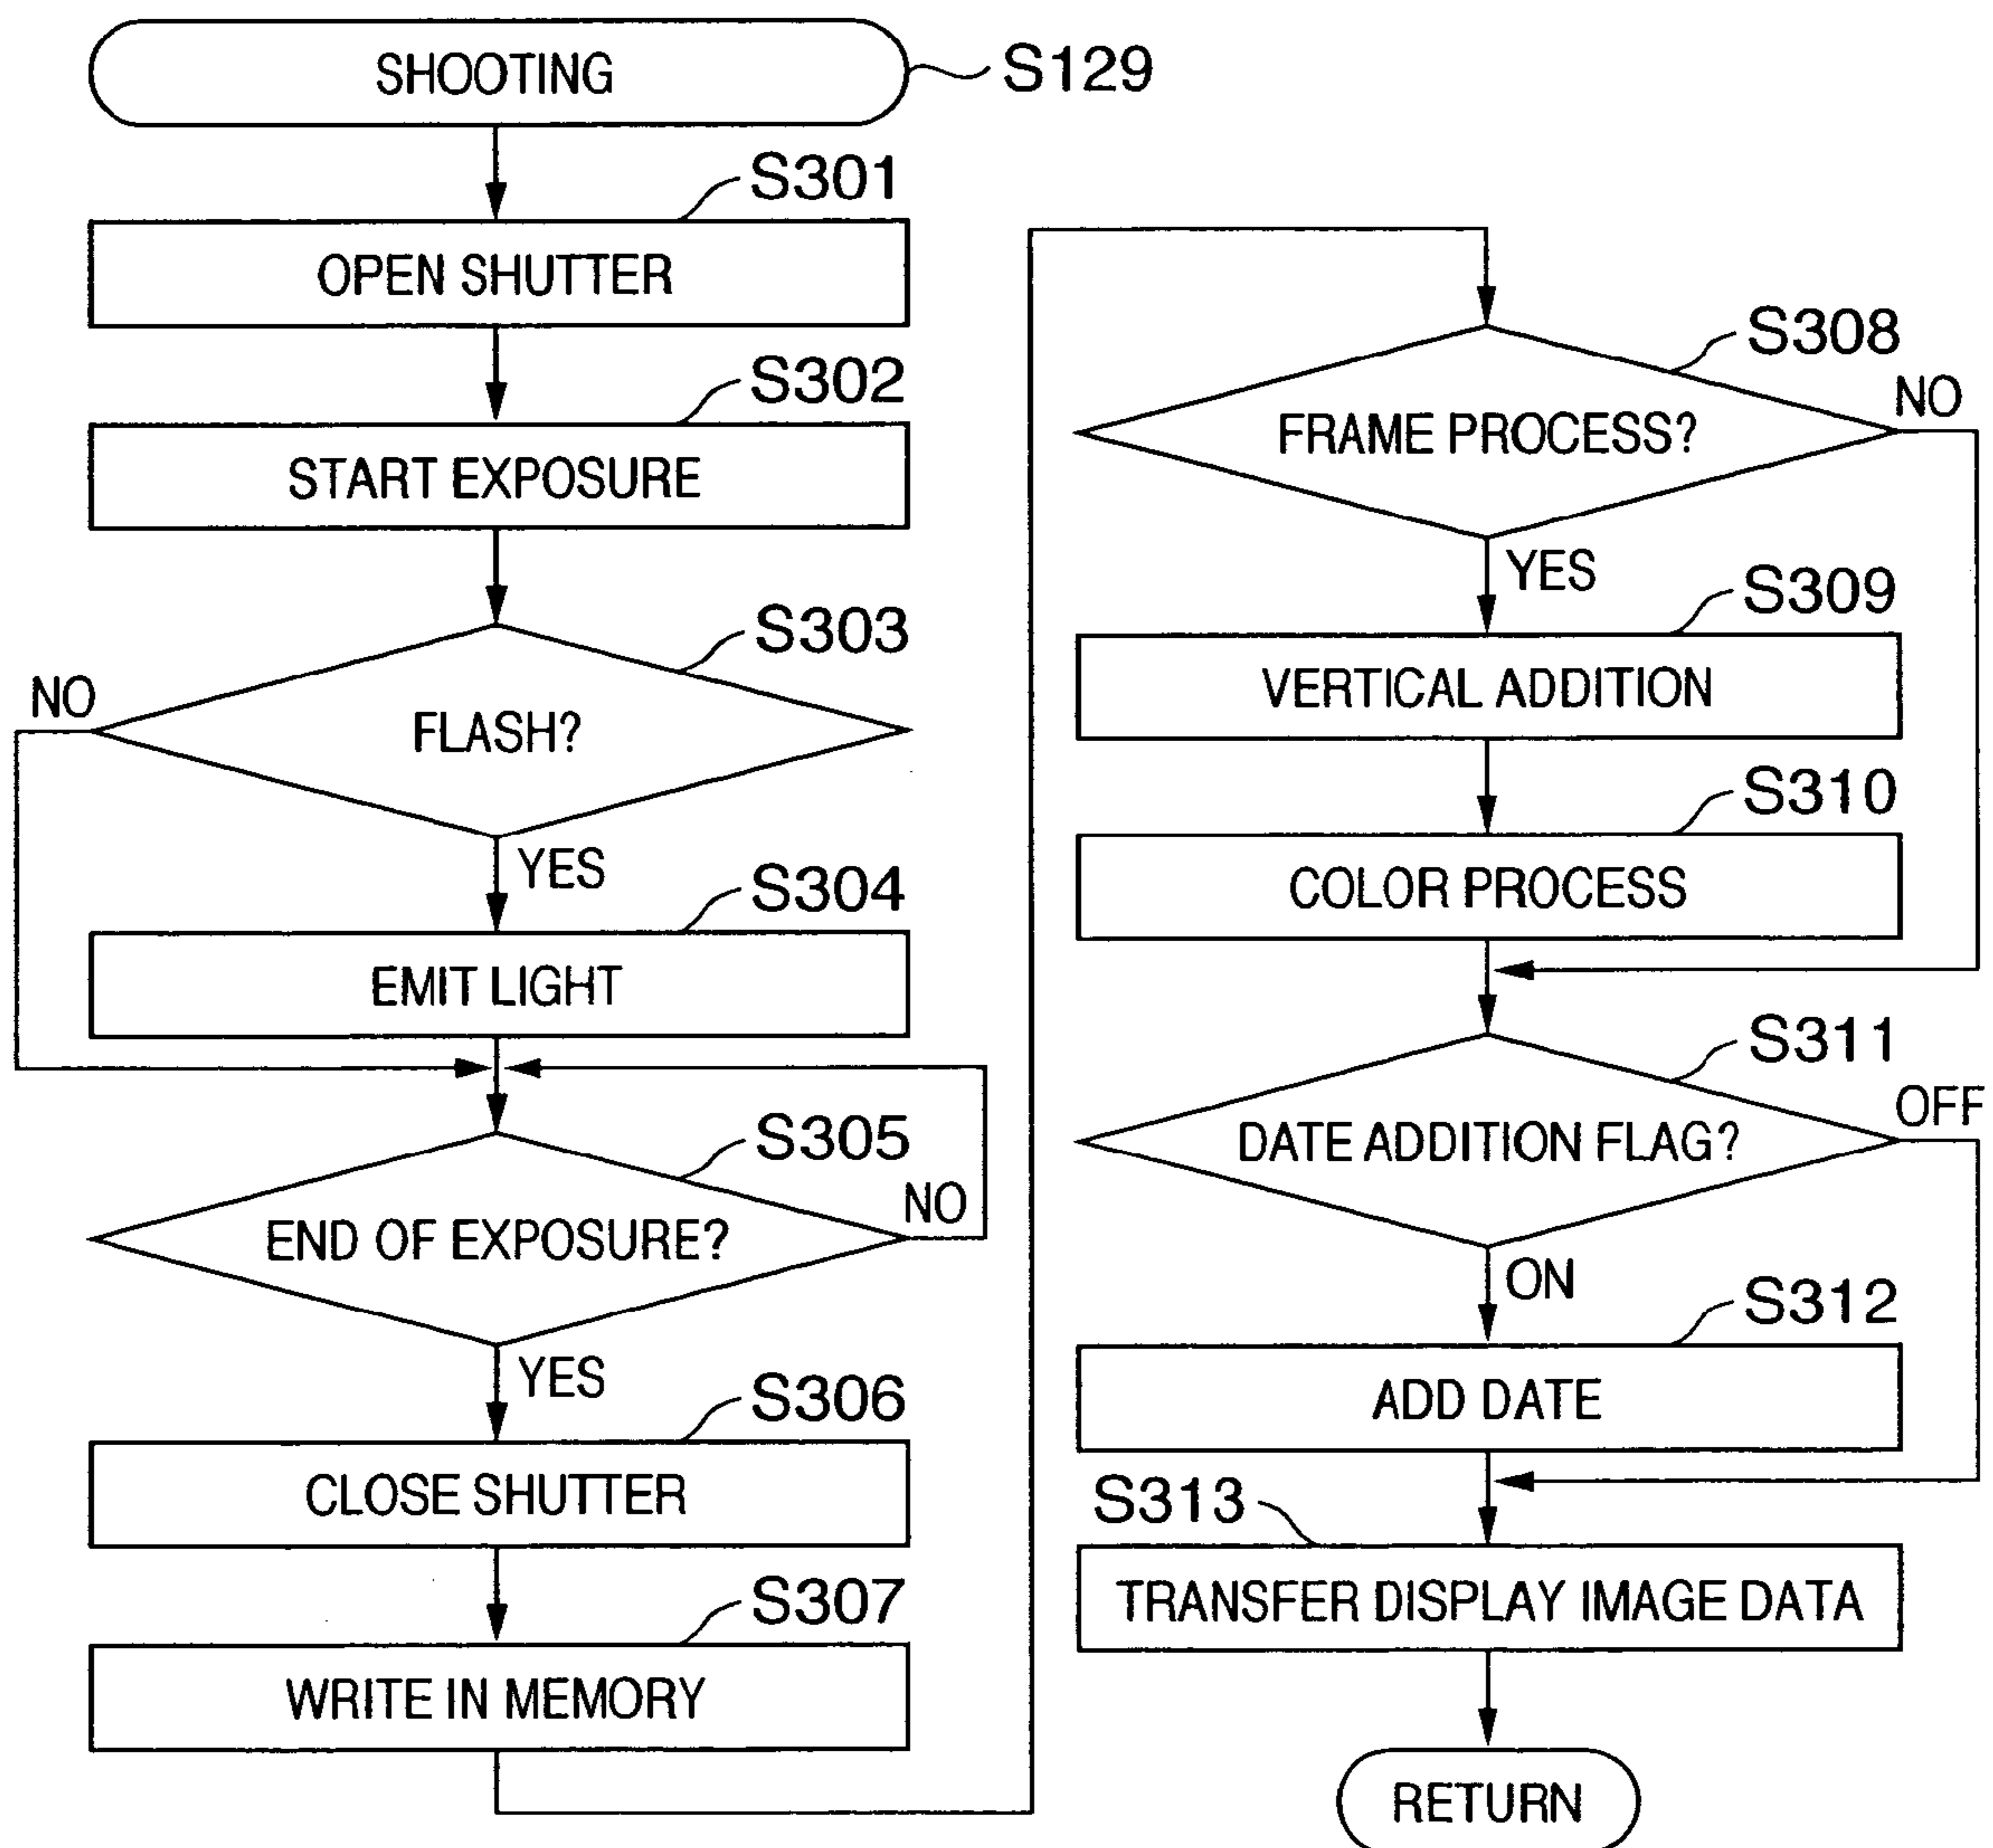 SHOOTING
S129
S301
OPEN SHUTTER
S302
START EXPOSURE
S303
NO
FLASH?
YES
S304
EMIT LIGHT
S305
NO
END OF EXPOSURE?
YES
S306
CLOSE SHUTTER
S307
WRITE IN MEMORY
S308
NO
FRAME PROCESS?
YES
S309
VERTICAL ADDITION
S310
COLOR PROCESS
S311
OFF
DATE ADDITION FLAG?
ON
S312
ADD DATE
S313
TRANSFER DISPLAY IMAGE DATA
RETURN